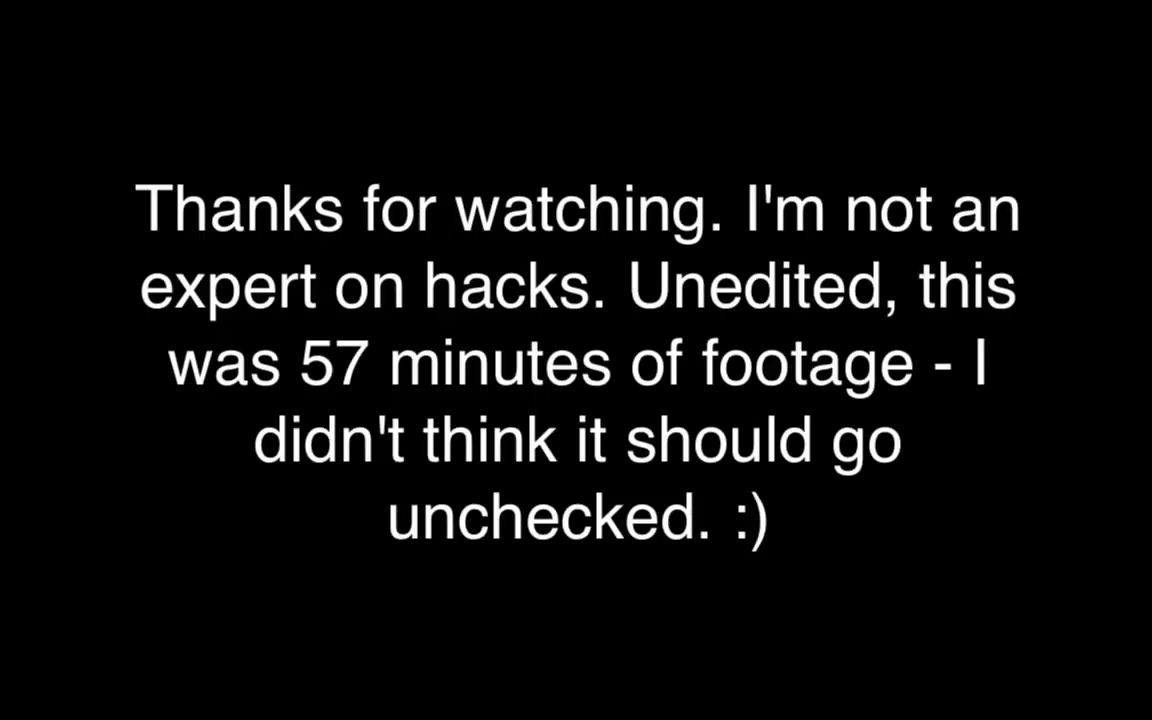 Thanks for watching. I'm not an
expert on hacks. Unedited, this
was 57 minutes of footage - I
didn't think it should go
unchecked. :)